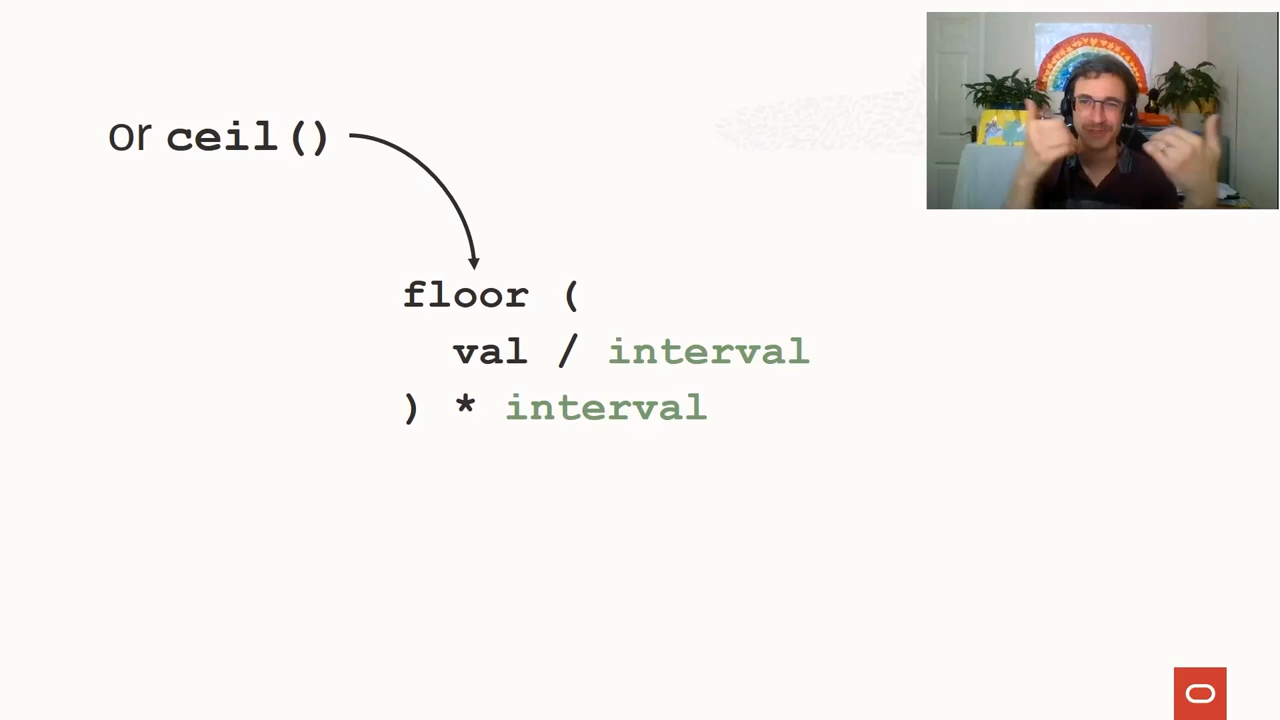 or ceil()
floor (
val / interval
) * interval